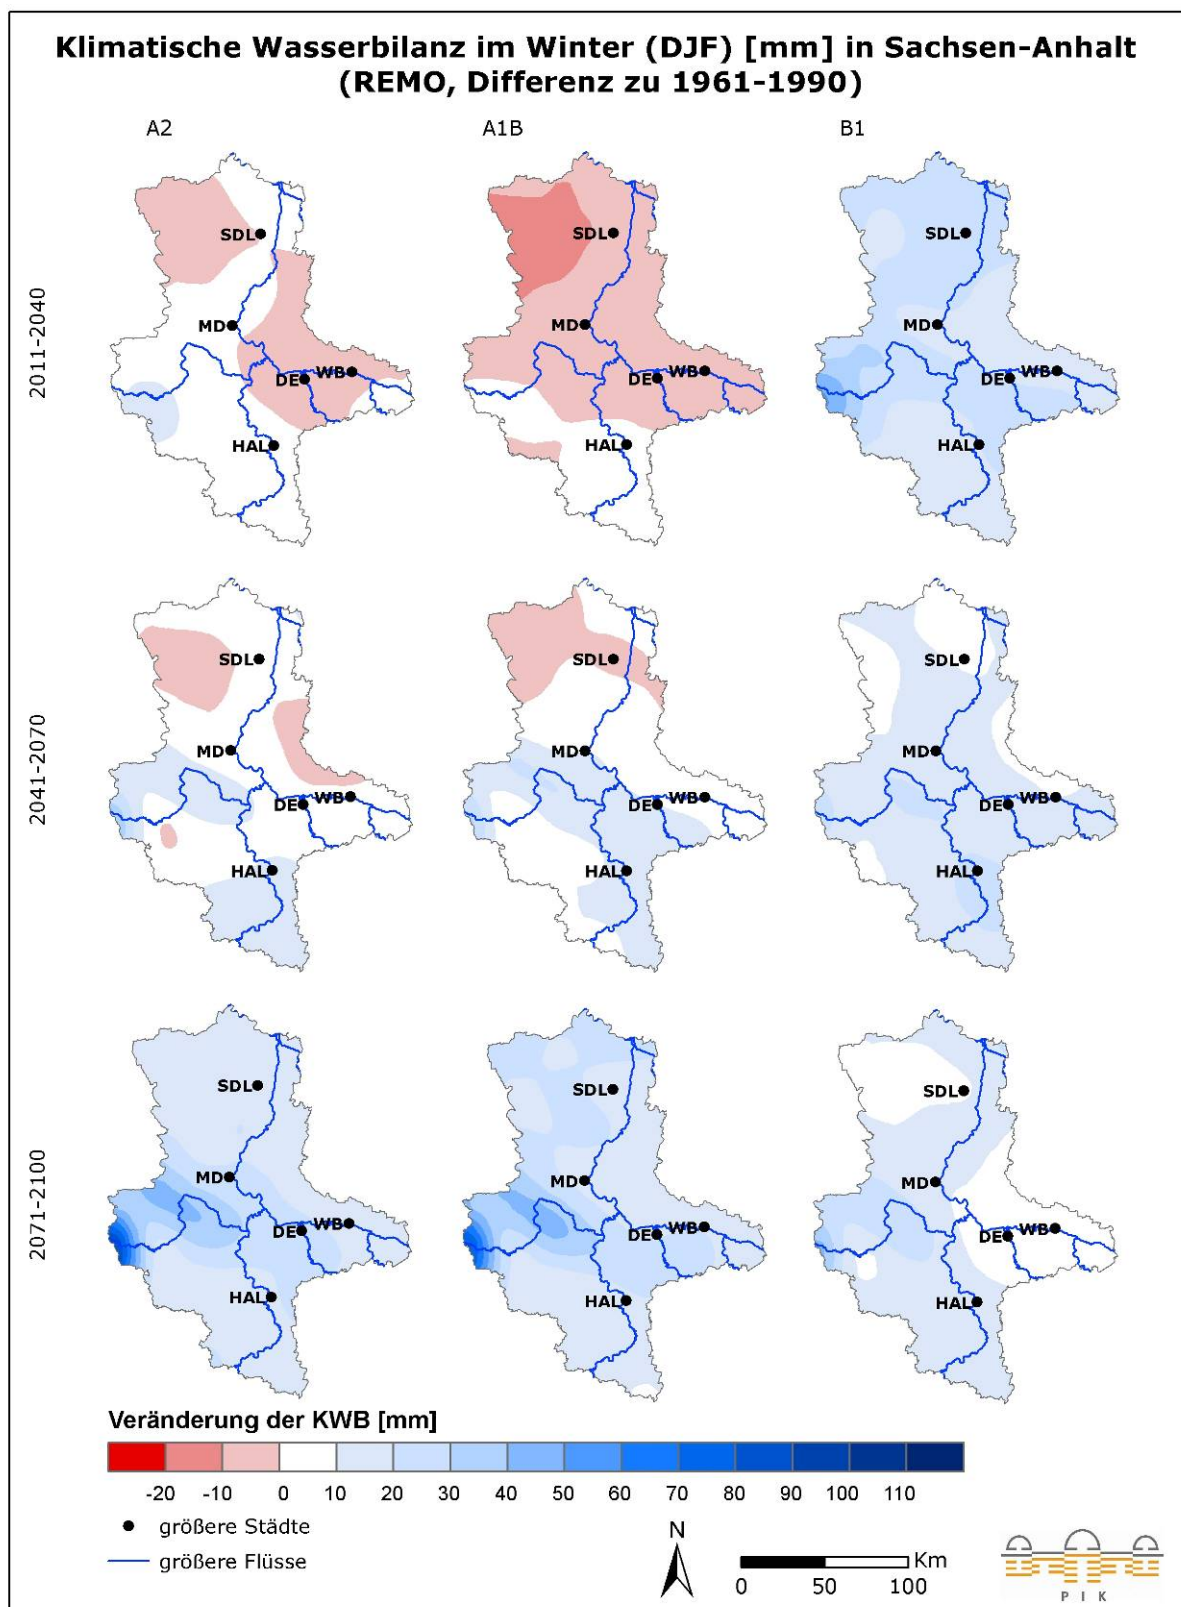 Klimatische Wasserbilanz im Winter (DJF) [mm] in Sachsen-Anhalt
(REMO, Differenz zu 1961-1990)
A2 A1B B1
2011-2040
SDL
MD
DE
WB
HAL
SDL
MD
DE
WB
HAL
SDL
MD
DE
WB
HAL
2041-2070
SDL
MD
DE
WB
HAL
SDL
MD
DE
WB
HAL
SDL
MD
DE
WB
HAL
2071-2100
SDL
MD
DE
WB
HAL
SDL
MD
DE
WB
HAL
SDL
MD
DE
WB
HAL
Veränderung der KWB [mm]
-20 -10 0 10 20 30 40 50 60 70 80 90 100 110
größere Städte
größere Flüsse
N
Km
0 50 100
P I K